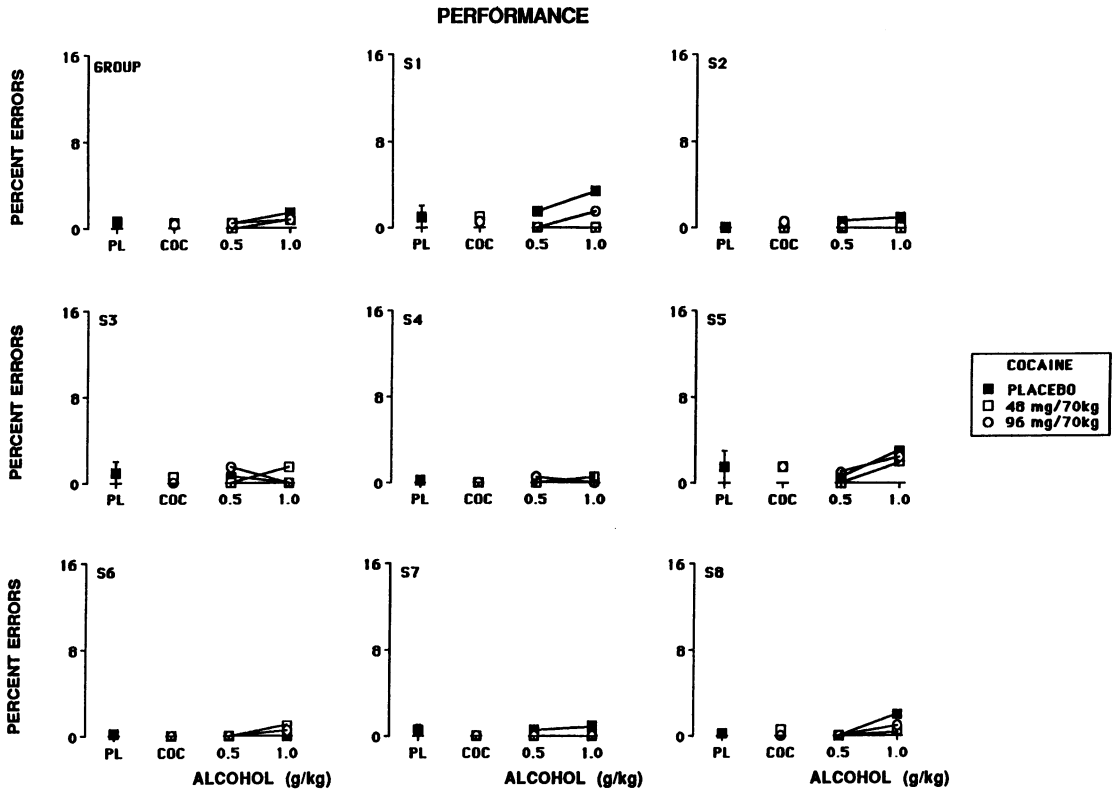 PERFORMANCE
PERCENT ERRORS
16
8
0
GROUP
PL COC 0.5 1.0
16
8
0
S1
PL COC 0.5 1.0
16
8
0
S2
PL COC 0.5 1.0
PERCENT ERRORS
16
8
0
S3
PL COC 0.5 1.0
16
8
0
S4
PL COC 0.5 1.0
16
8
0
S5
PL COC 0.5 1.0
COCAINE
PLACEBO
48 mg/70kg
96 mg/70kg
PERCENT ERRORS
16
8
0
S6
PL COC 0.5 1.0
ALCOHOL (g/kg)
16
8
0
S7
PL COC 0.5 1.0
ALCOHOL (g/kg)
16
8
0
S8
PL COC 0.5 1.0
ALCOHOL (g/kg)